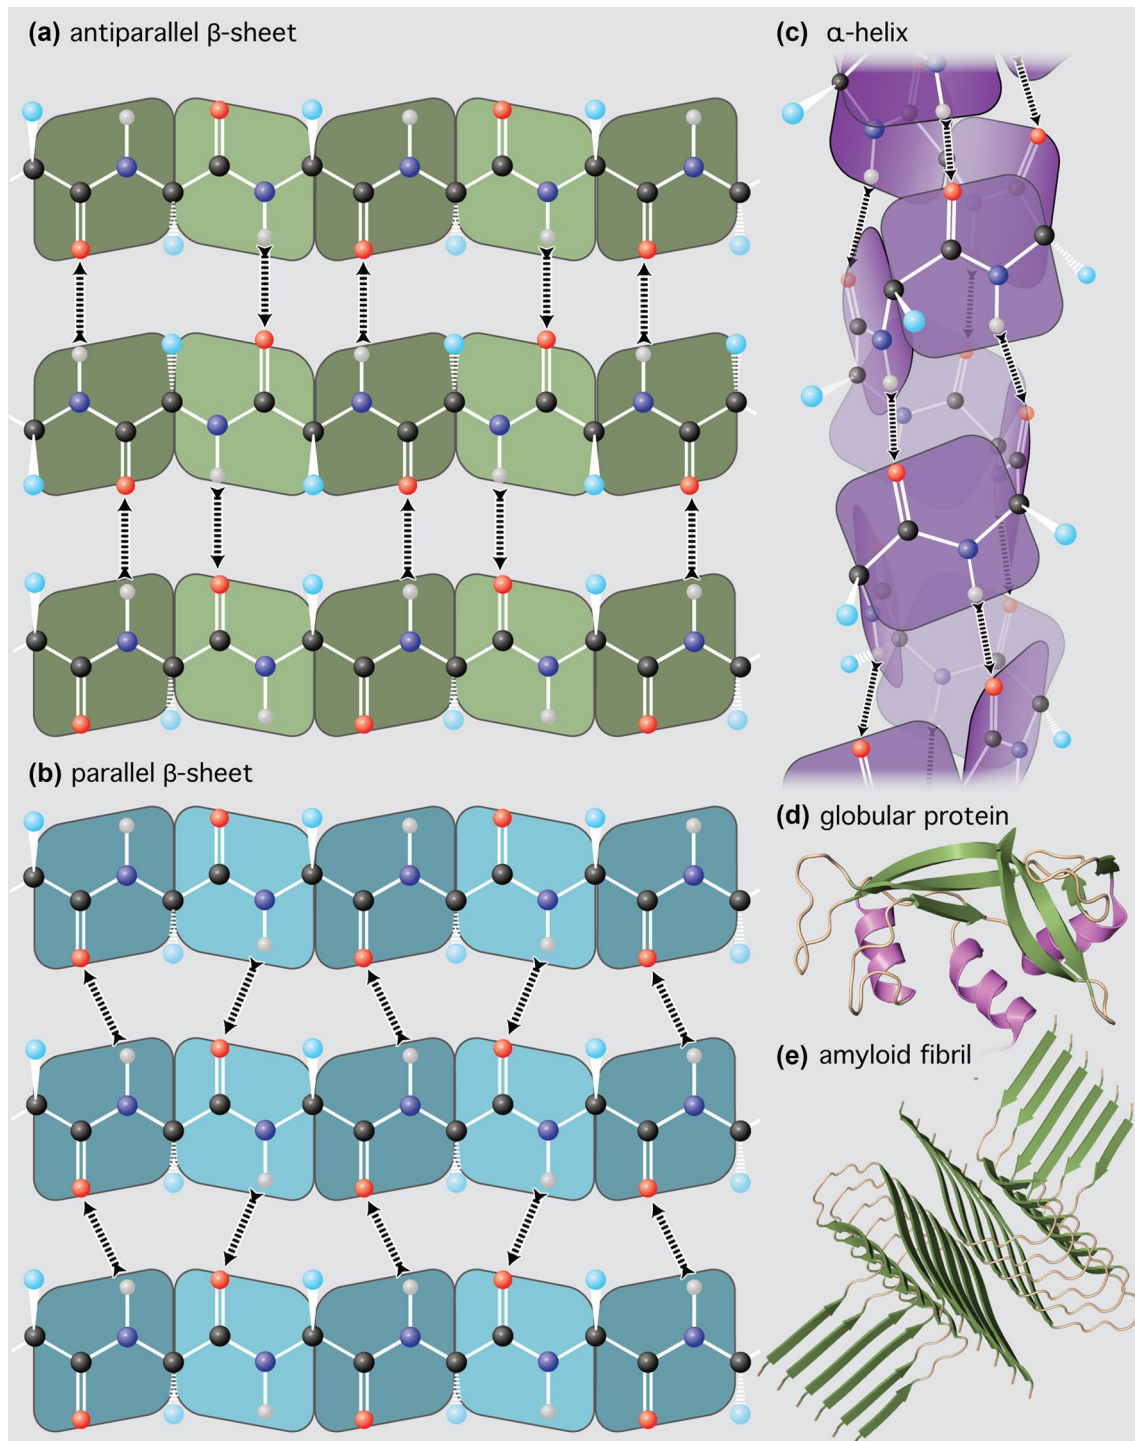 (a) antiparallel β-sheet
(b) parallel β-sheet
(c) α-helix
(d) globular protein
(e) amyloid fibril